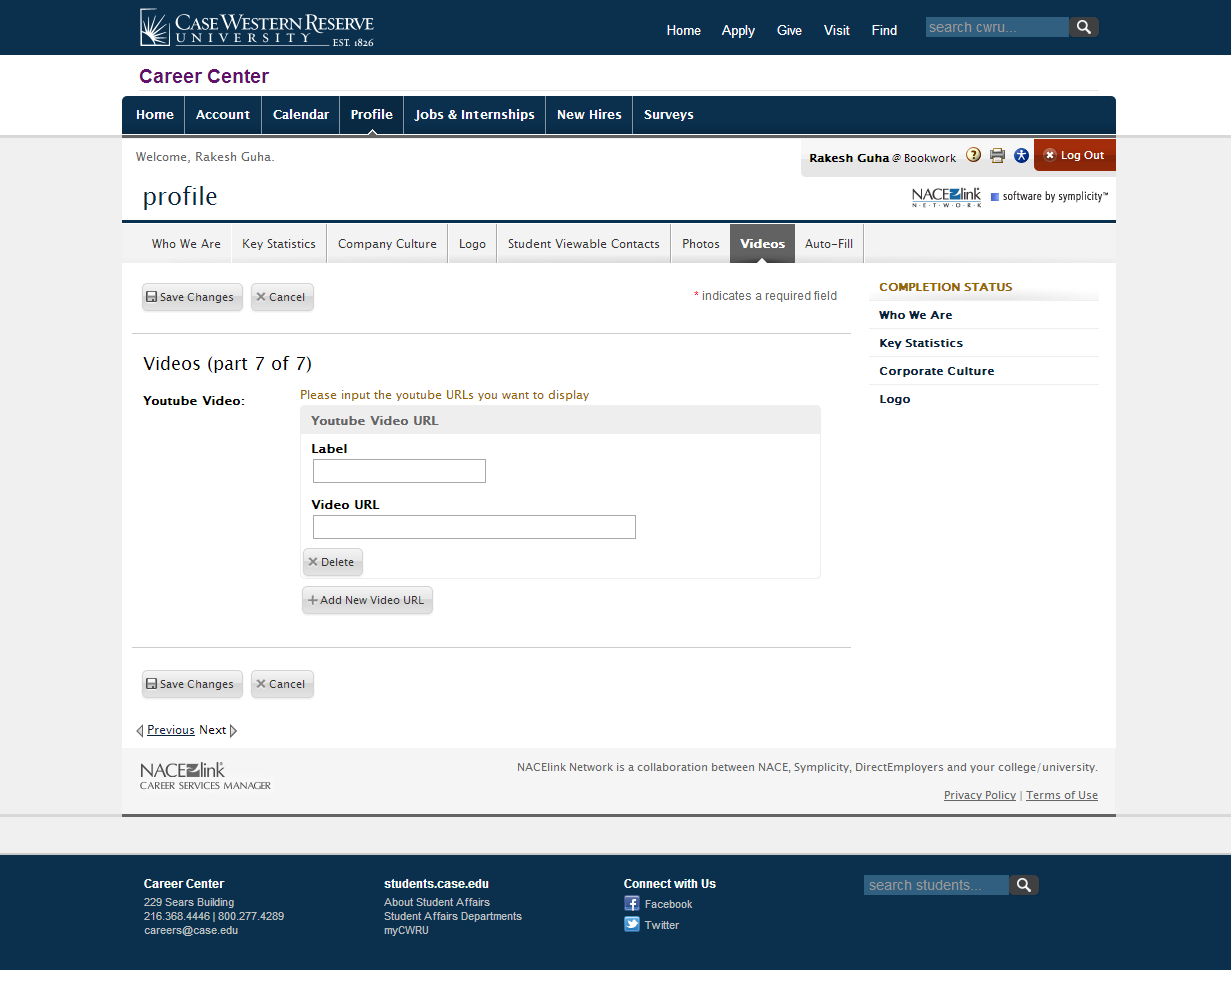 CASE WESTERN RESERVE
UNIVERSITY EST. 1826
Home Apply Give Visit Find search cwru...
Career Center
Home Account Calendar Profile Jobs & Internships New Hires Surveys
Welcome, Rakesh Guha.
Rakesh Guha @ Bookwork ? Log Out
profile
NACElink NETWORK software by symplicity™
Who We Are Key Statistics Company Culture Logo Student Viewable Contacts Photos Videos Auto-Fill
Save Changes Cancel * indicates a required field
COMPLETION STATUS
Who We Are
Key Statistics
Corporate Culture
Logo
Videos (part 7 of 7)
Youtube Video: Please input the youtube URLs you want to display
Youtube Video URL
Label
Video URL
Delete
Add New Video URL
Save Changes Cancel
Previous Next
NACElink
CAREER SERVICES MANAGER
NACElink Network is a collaboration between NACE, Symplicity, DirectEmployers and your college/university.
Privacy Policy | Terms of Use
Career Center
229 Sears Building
216.368.4446 | 800.277.4289
careers@case.edu
students.case.edu
About Student Affairs
Student Affairs Departments
myCWRU
Connect with Us
Facebook
Twitter
search students...